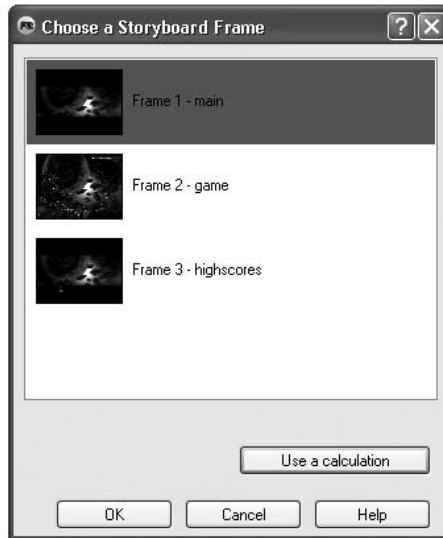 Choose a Storyboard Frame
Frame 1 - main
Frame 2 - game
Frame 3 - highscores
Use a calculation
OK Cancel Help